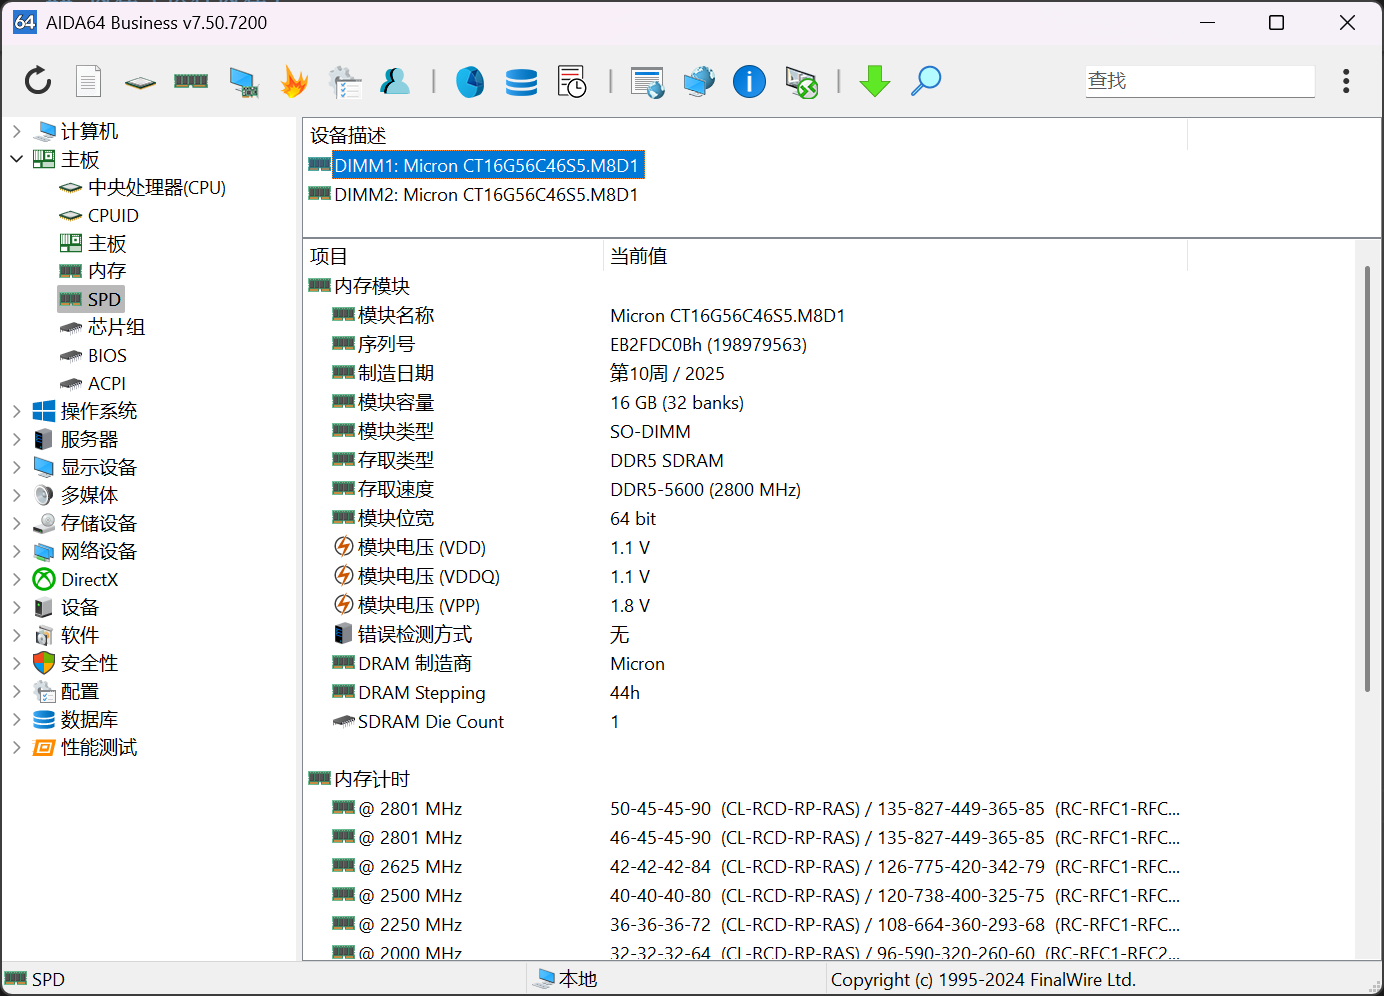 64 AIDA64 Business v7.50.7200
查找
计算机
主板
中央处理器(CPU)
CPUID
主板
内存
SPD
芯片组
BIOS
ACPI
操作系统
服务器
显示设备
多媒体
存储设备
网络设备
DirectX
设备
软件
安全性
配置
数据库
性能测试
设备描述
DIMM1: Micron CT16G56C46S5.M8D1
DIMM2: Micron CT16G56C46S5.M8D1
项目 当前值
内存模块
模块名称 Micron CT16G56C46S5.M8D1
序列号 EB2FDC0Bh (198979563)
制造日期 第10周 / 2025
模块容量 16 GB (32 banks)
模块类型 SO-DIMM
存取类型 DDR5 SDRAM
存取速度 DDR5-5600 (2800 MHz)
模块位宽 64 bit
模块电压 (VDD) 1.1 V
模块电压 (VDDQ) 1.1 V
模块电压 (VPP) 1.8 V
错误检测方式 无
DRAM 制造商 Micron
DRAM Stepping 44h
SDRAM Die Count 1
内存计时
@ 2801 MHz 50-45-45-90 (CL-RCD-RP-RAS) / 135-827-449-365-85 (RC-RFC1-RFC...
@ 2801 MHz 46-45-45-90 (CL-RCD-RP-RAS) / 135-827-449-365-85 (RC-RFC1-RFC...
@ 2625 MHz 42-42-42-84 (CL-RCD-RP-RAS) / 126-775-420-342-79 (RC-RFC1-RFC...
@ 2500 MHz 40-40-40-80 (CL-RCD-RP-RAS) / 120-738-400-325-75 (RC-RFC1-RFC...
@ 2250 MHz 36-36-36-72 (CL-RCD-RP-RAS) / 108-664-360-293-68 (RC-RFC1-RFC...
@ 2000 MHz 32-32-32-64 (CL-RCD-RP-RAS) / 96-590-320-260-60 (RC-RFC1-RFC2...
SPD 本地 Copyright (c) 1995-2024 FinalWire Ltd.